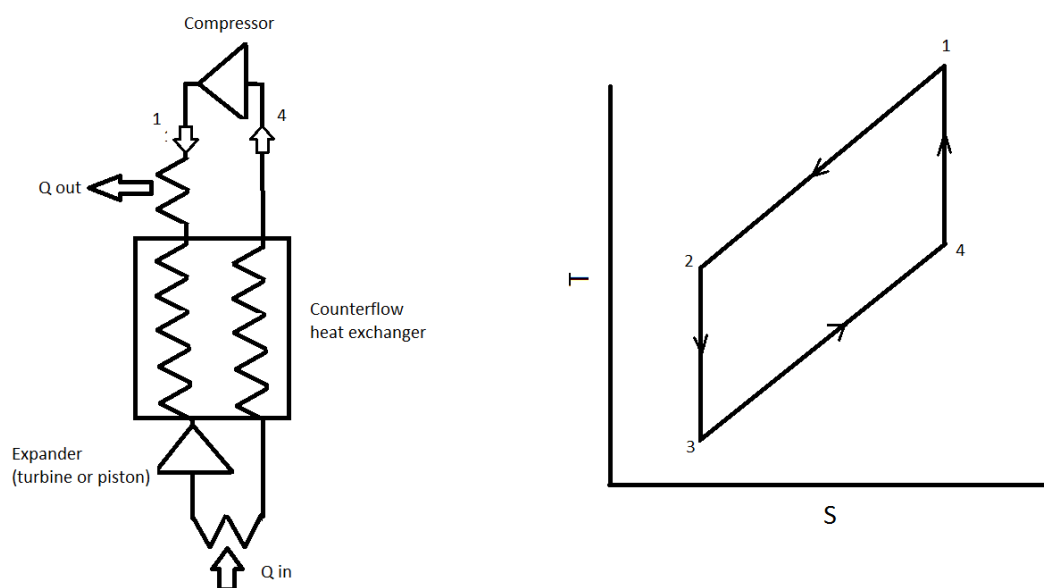 Compressor
1
4
Q out
Counterflow
heat exchanger
Expander
(turbine or piston)
Q in
1
2
4
T
3
S